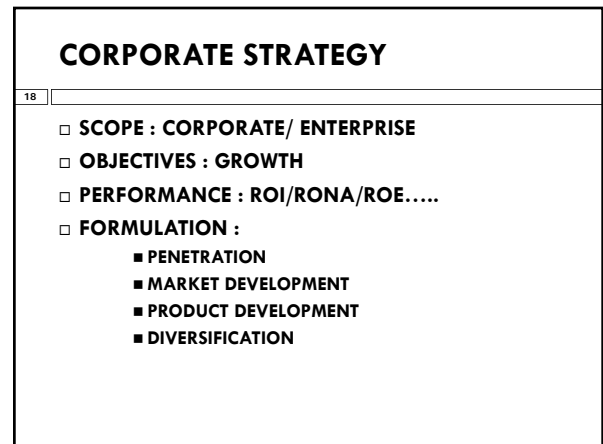 CORPORATE STRATEGY
18
□ SCOPE : CORPORATE/ ENTERPRISE
□ OBJECTIVES : GROWTH
□ PERFORMANCE : ROI/RONA/ROE.....
□ FORMULATION :
■ PENETRATION
■ MARKET DEVELOPMENT
■ PRODUCT DEVELOPMENT
■ DIVERSIFICATION